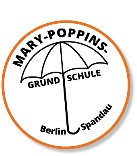 MARY-POPPINS-
GRUND SCHULE
Berlin Spandau